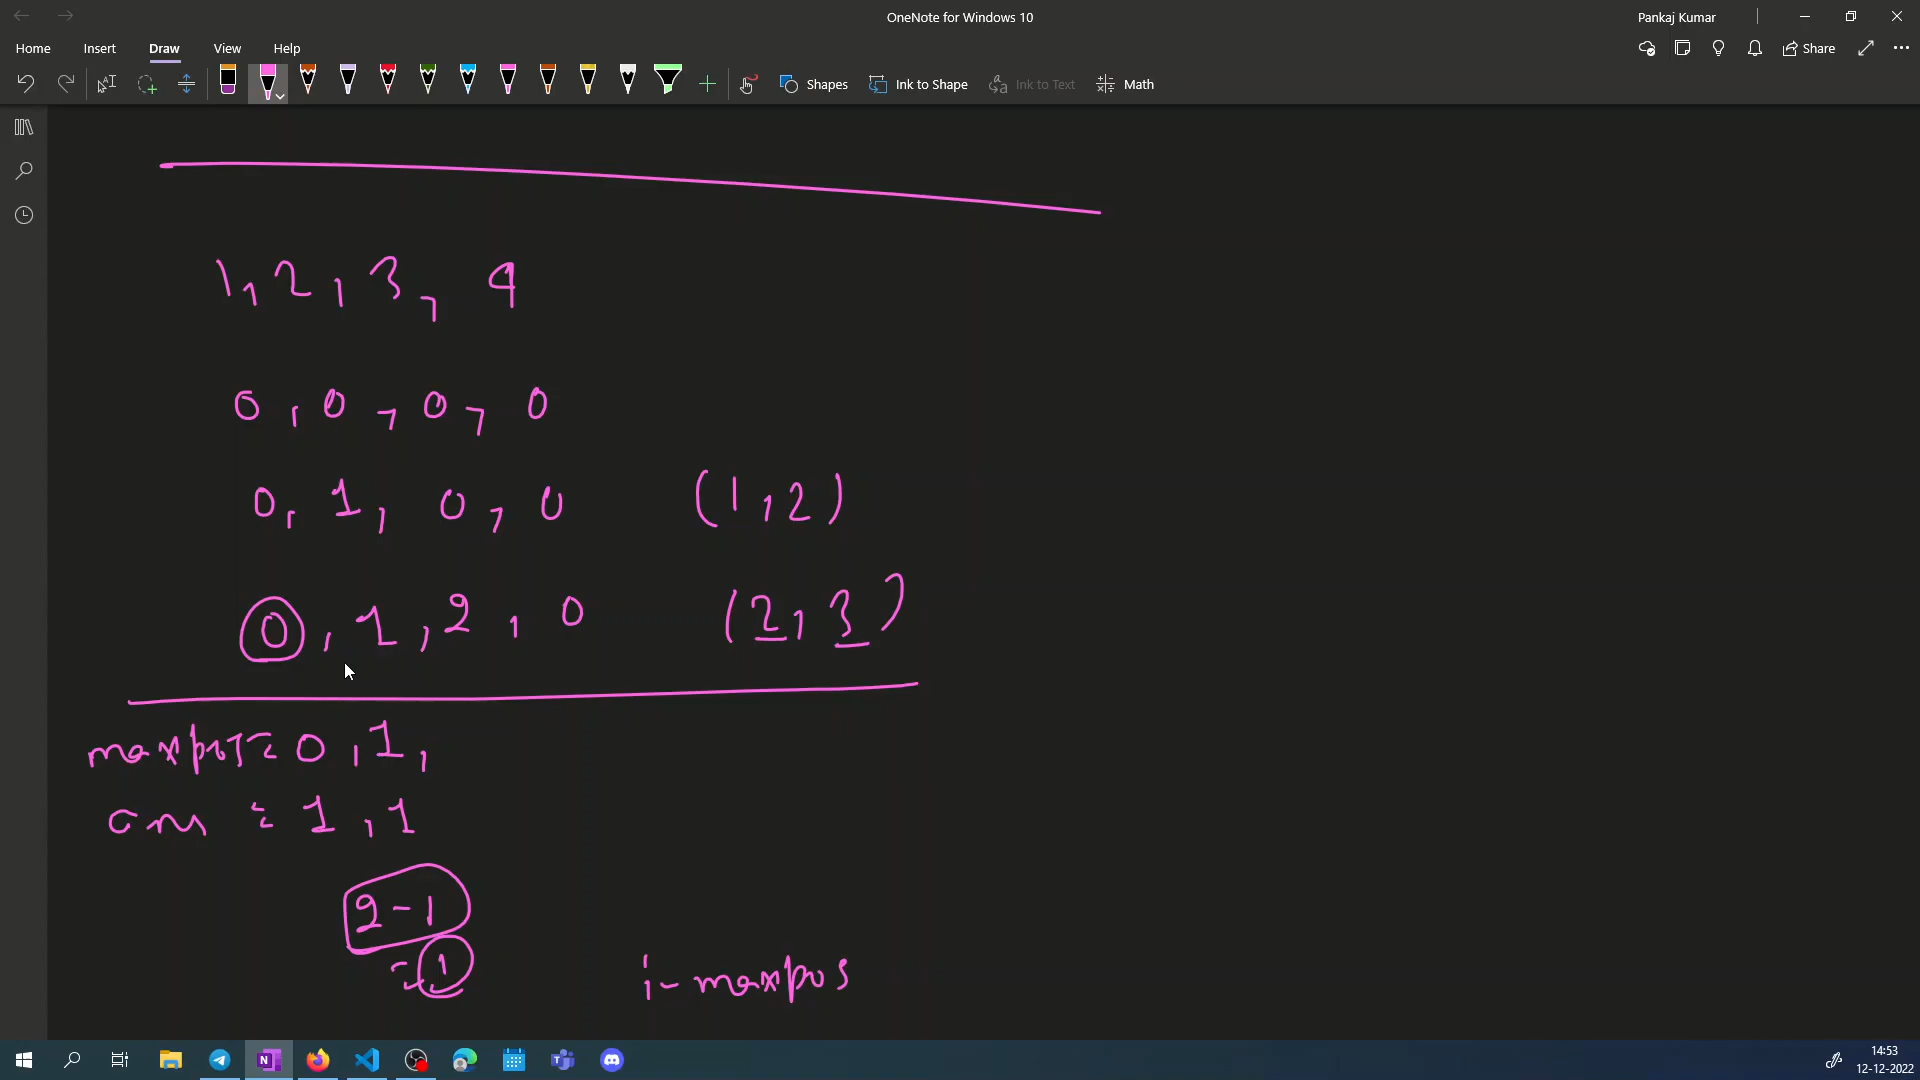 OneNote for Windows 10
Pankaj Kumar
Home Insert Draw View Help
Share
Shapes Ink to Shape Ink to Text Math
1, 2, 3, 4
0, 0, 0, 0
0, 1, 0, 0 (1, 2)
0, 1, 2, 0 (2, 3)
maxpos = 0, 1,
ans = 1, 1
2 - 1
= 1
i - maxpos
14:53
12-12-2022